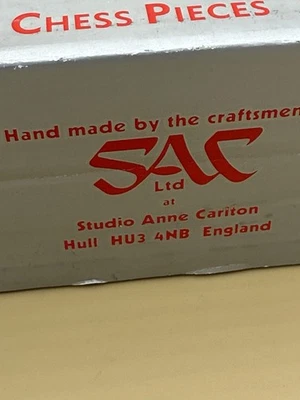 CHESS PIECES
Hand made by the craftsmen
SAC
Ltd
at
Studio Anne Carlton
Hull HU3 4NB England